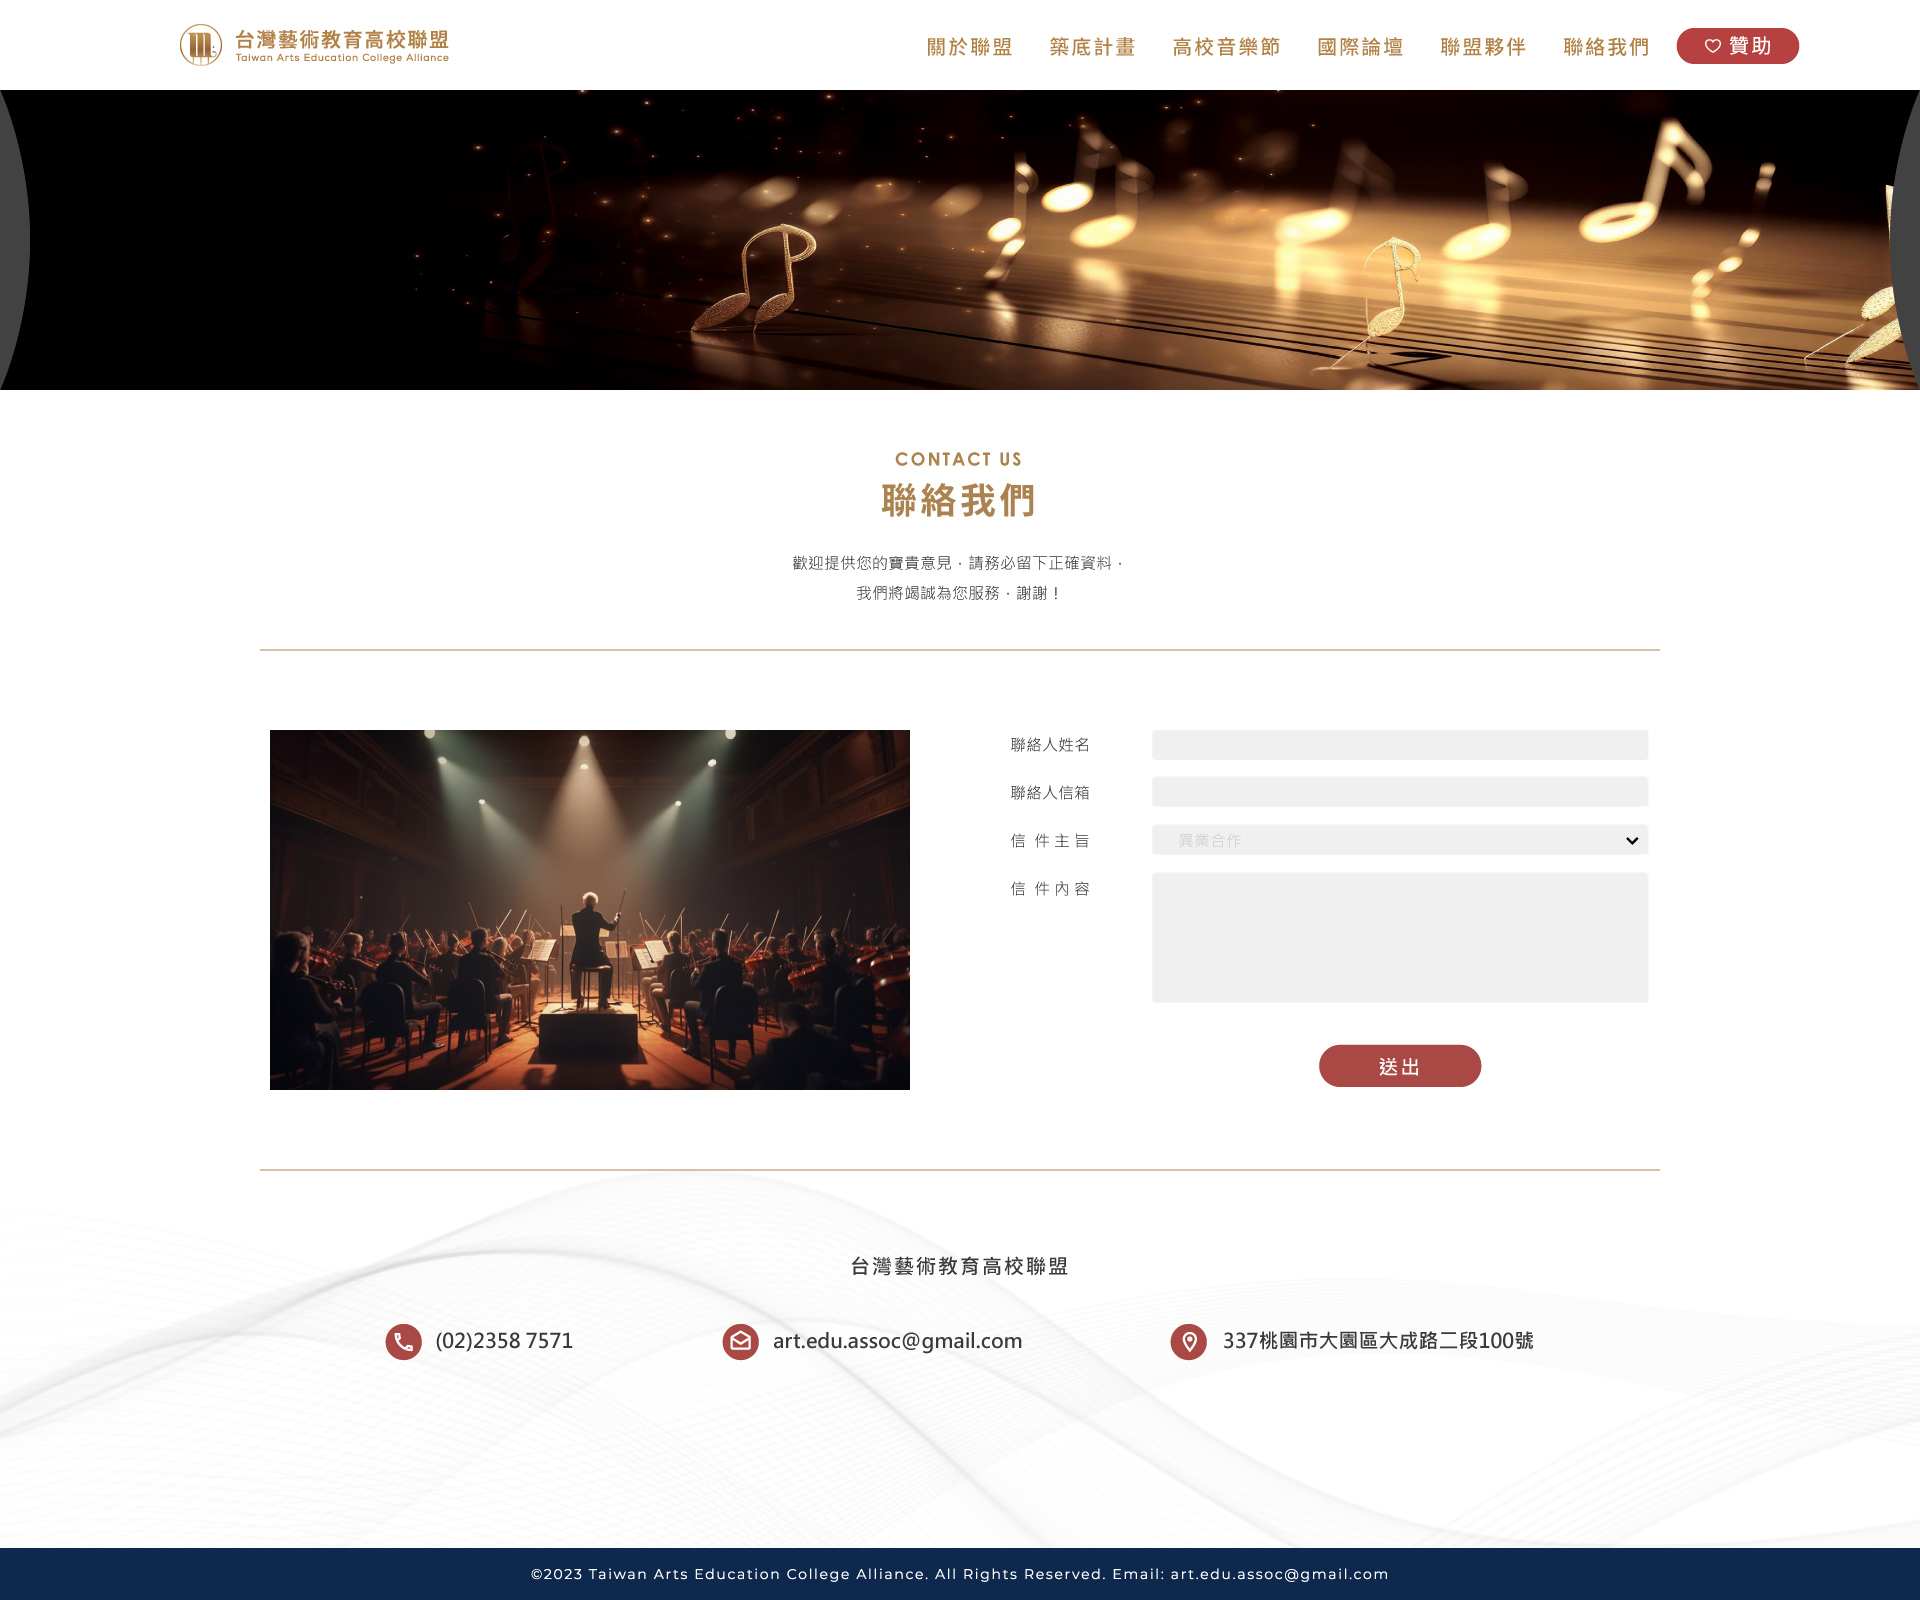 台灣藝術教育高校聯盟
Taiwan Arts Education College Alliance
關於聯盟
築底計畫
高校音樂節
國際論壇
聯盟夥伴
聯絡我們
贊助
CONTACT US
聯絡我們
歡迎提供您的寶貴意見，請務必留下正確資料，
我們將竭誠為您服務，謝謝！
聯絡人姓名
聯絡人信箱
信 件 主 旨
異業合作
信 件 內 容
送出
台灣藝術教育高校聯盟
(02)2358 7571
art.edu.assoc@gmail.com
337桃園市大園區大成路二段100號
©2023 Taiwan Arts Education College Alliance. All Rights Reserved. Email: art.edu.assoc@gmail.com